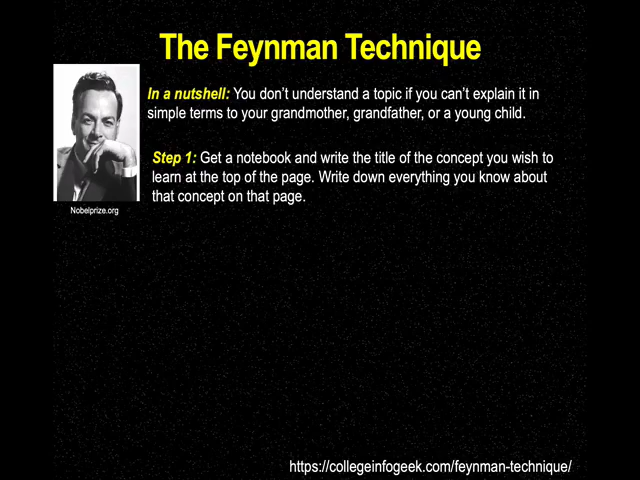 The Feynman Technique
In a nutshell: You don't understand a topic if you can't explain it in
simple terms to your grandmother, grandfather, or a young child.
Step 1: Get a notebook and write the title of the concept you wish to
learn at the top of the page. Write down everything you know about
that concept on that page.
Nobelprize.org
https://collegeinfogeek.com/feynman-technique/